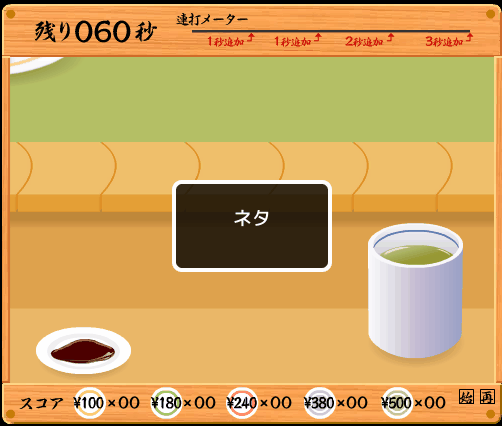 残り060秒
連打メーター
1秒追加 1秒追加 2秒追加 3秒追加
ネタ
スコア ¥100×00 ¥180×00 ¥240×00 ¥380×00 ¥500×00 始 再